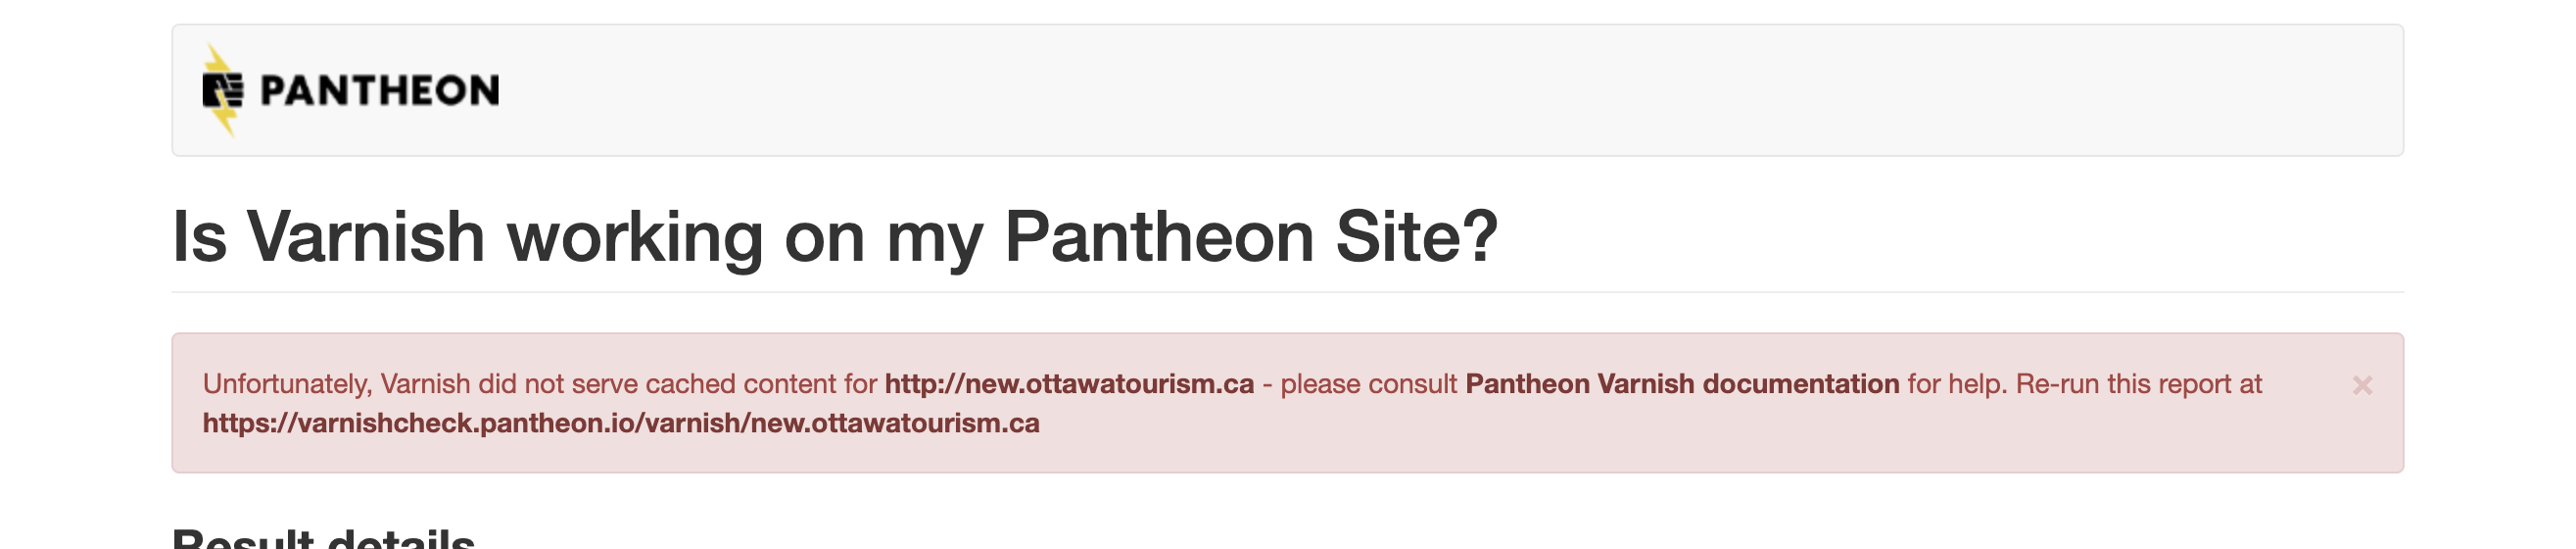 PANTHEON
Is Varnish working on my Pantheon Site?
Unfortunately, Varnish did not serve cached content for http://new.ottawatourism.ca - please consult Pantheon Varnish documentation for help. Re-run this report at ×
https://varnishcheck.pantheon.io/varnish/new.ottawatourism.ca
Result details